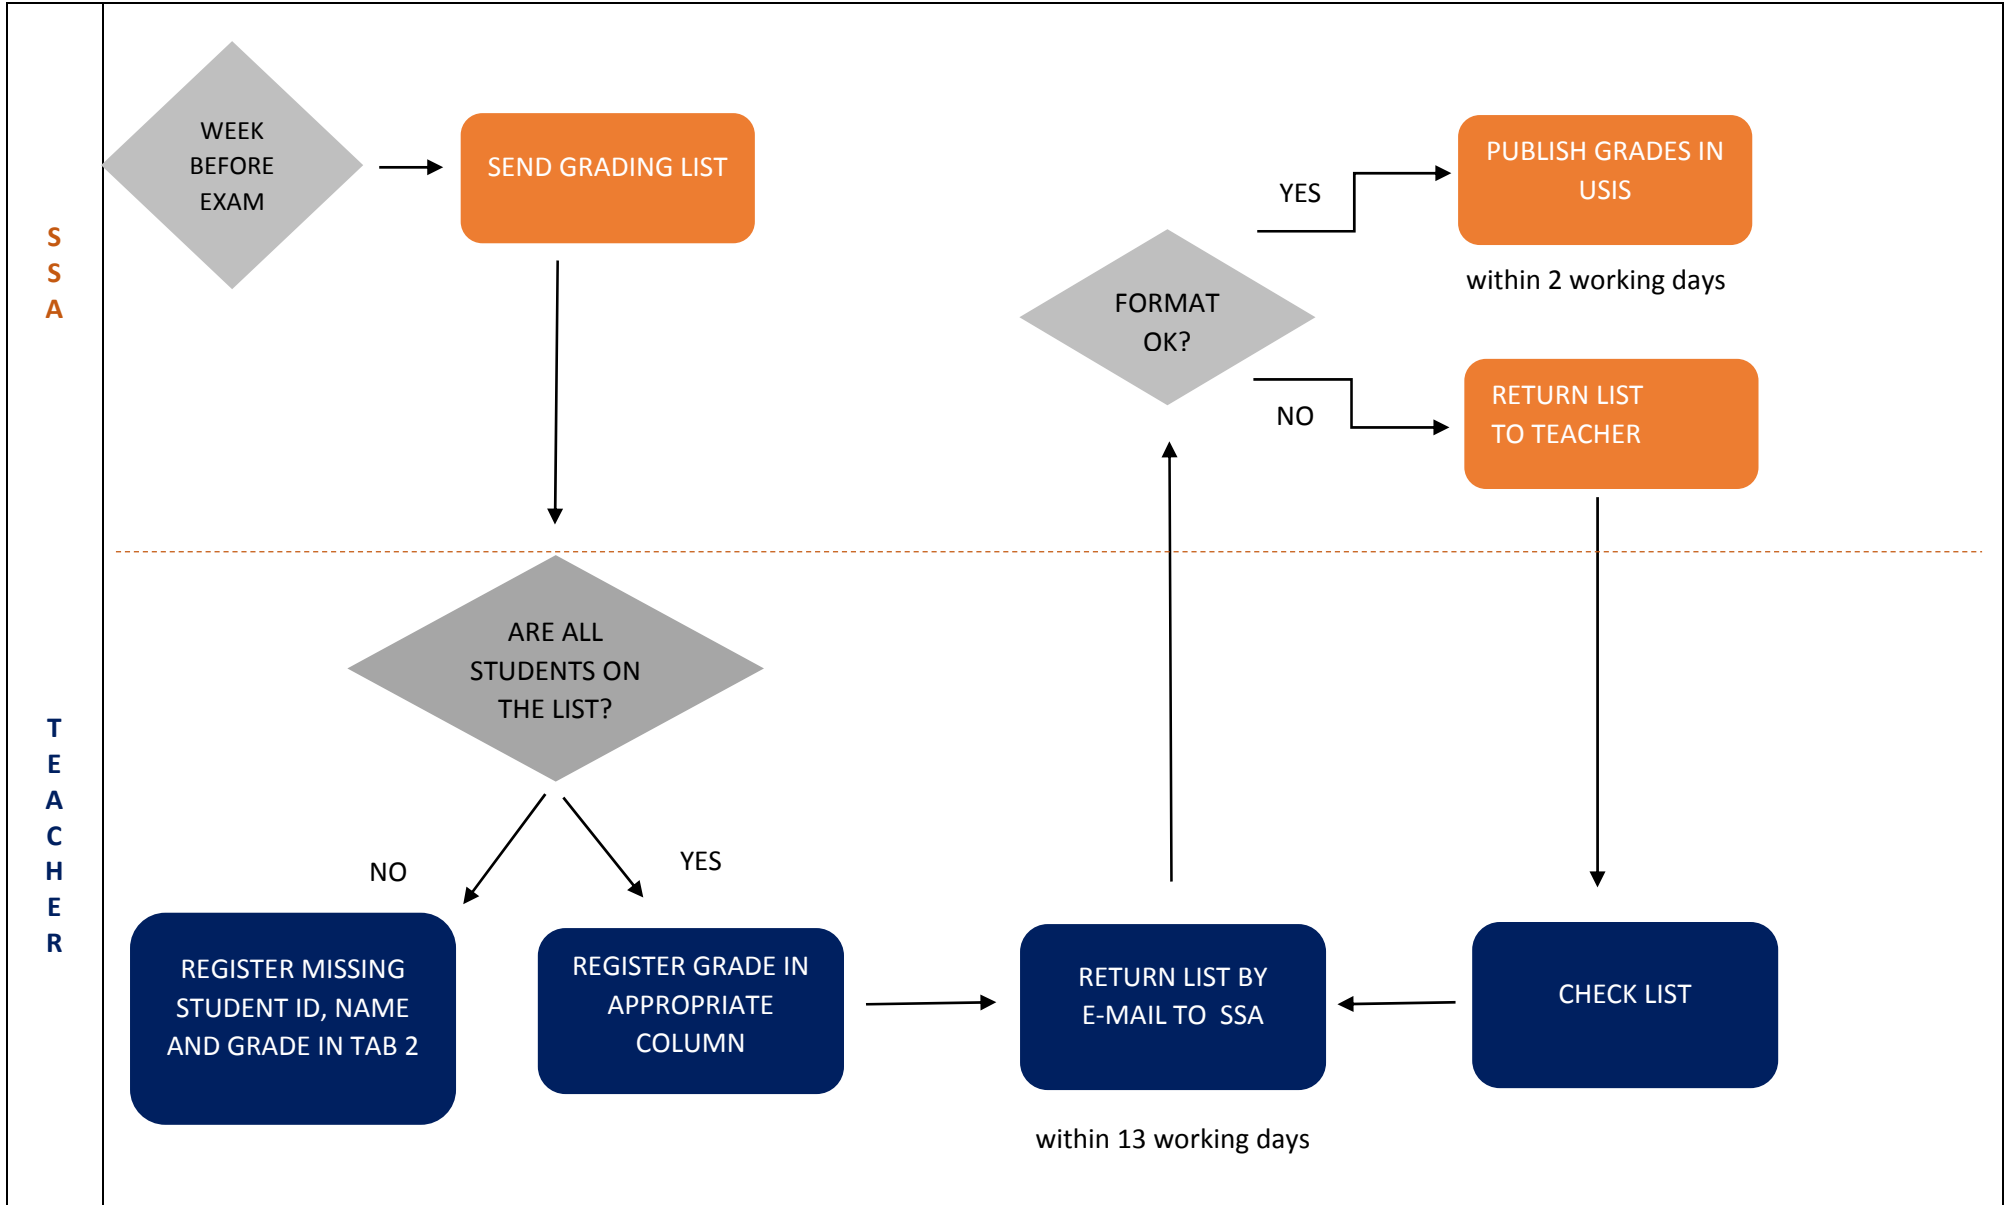 S
S
A
WEEK
BEFORE
EXAM
SEND GRADING LIST
FORMAT
OK?
YES
NO
PUBLISH GRADES IN
USIS
within 2 working days
RETURN LIST
TO TEACHER
T
E
A
C
H
E
R
ARE ALL
STUDENTS ON
THE LIST?
NO
YES
REGISTER MISSING
STUDENT ID, NAME
AND GRADE IN TAB 2
REGISTER GRADE IN
APPROPRIATE
COLUMN
RETURN LIST BY
E-MAIL TO  SSA
within 13 working days
CHECK LIST